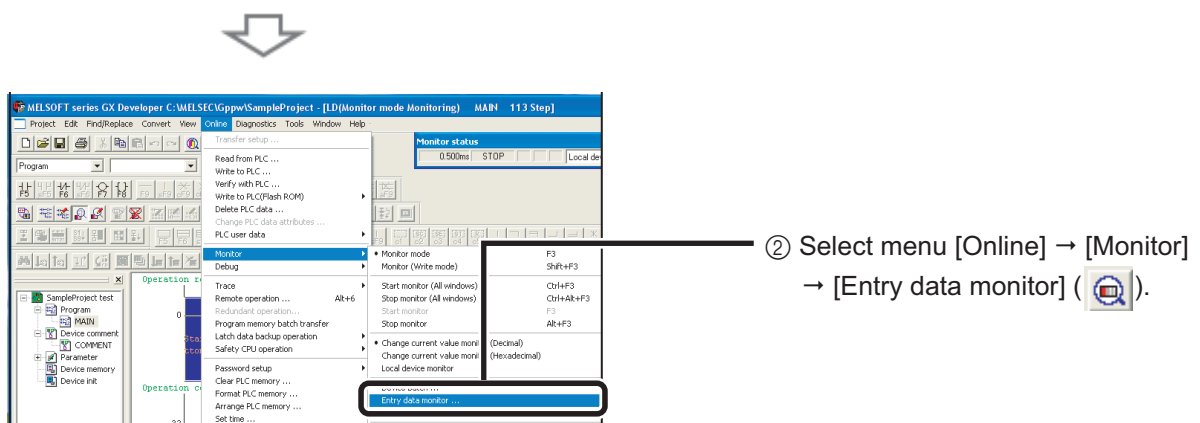 MELSOFT series GX Developer C:\MELSEC\Gppw\SampleProject - [LD(Monitor mode Monitoring) MAIN 113 Step]
Project Edit Find/Replace Convert View Online Diagnostics Tools Window Help
Transfer setup ...
Monitor status
0.500ms STOP Local de
Program
Read from PLC ...
Write to PLC ...
Verify with PLC ...
Write to PLC(Flash ROM)
Delete PLC data ...
Change PLC data attributes ...
PLC user data
Monitor
Debug
Trace
Remote operation ... Alt+6
Redundant operation...
Program memory batch transfer
Latch data backup operation
Safety CPU operation
Password setup
Clear PLC memory ...
Format PLC memory ...
Arrange PLC memory ...
Set time ...
• Monitor mode F3
Monitor (Write mode) Shift+F3
Start monitor (All windows) Ctrl+F3
Stop monitor (All windows) Ctrl+Alt+F3
Start monitor F3
Stop monitor Alt+F3
• Change current value moni (Decimal)
Change current value moni (Hexadecimal)
Local device monitor
Device batch ...
Entry data monitor ...
SampleProject test
Program
MAIN
Device comment
COMMENT
Parameter
Device memory
Device init
Operation r
0
Operation c
② Select menu [Online] → [Monitor]
→ [Entry data monitor] ( ).